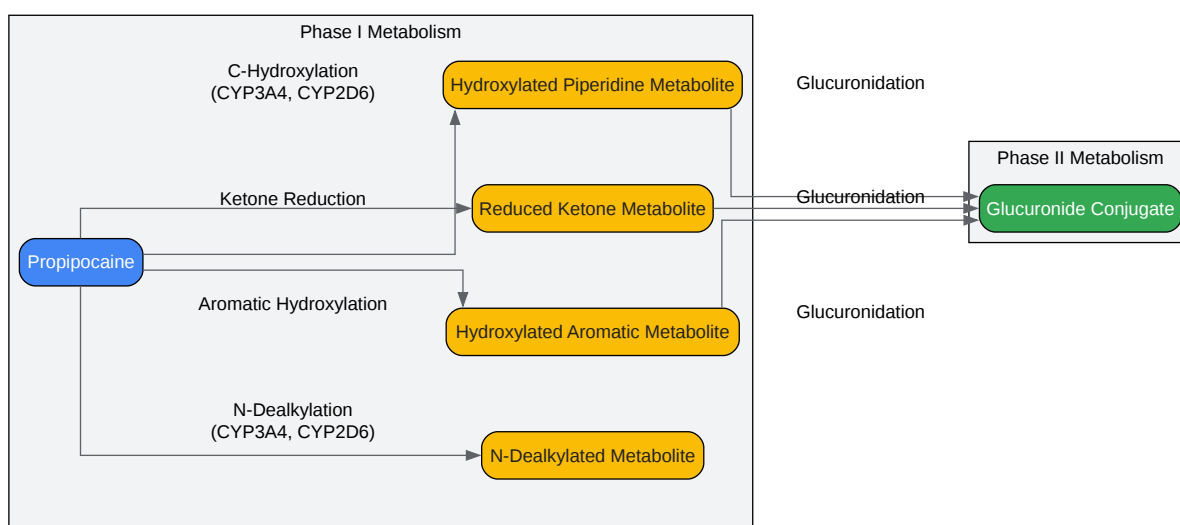 Phase I Metabolism
C-Hydroxylation
(CYP3A4, CYP2D6)
Hydroxylated Piperidine Metabolite
Glucuronidation
Phase II Metabolism
Ketone Reduction
Reduced Ketone Metabolite
Glucuronidation
Glucuronide Conjugate
Propipocaine
Aromatic Hydroxylation
Hydroxylated Aromatic Metabolite
Glucuronidation
N-Dealkylation
(CYP3A4, CYP2D6)
N-Dealkylated Metabolite